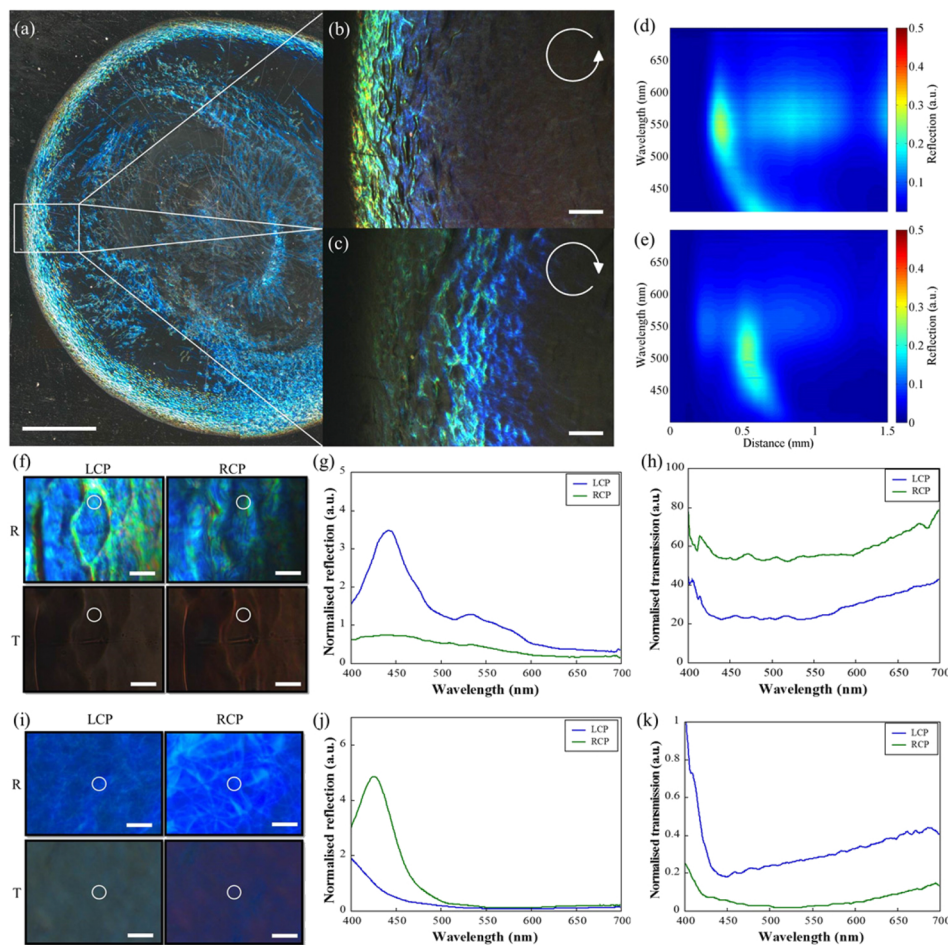 (a)
(b)
(c)
(d)
Wavelength (nm)
650
600
550
500
450
0.5
0.4
0.3
0.2
0.1
0
Reflection (a.u.)
(e)
Wavelength (nm)
650
600
550
500
450
400
0
0.5
1
1.5
Distance (mm)
0.5
0.4
0.3
0.2
0.1
0
Reflection (a.u.)
(f)
LCP
RCP
R
T
(g)
Normalised reflection (a.u.)
5
4
3
2
1
0
400
450
500
550
600
650
700
Wavelength (nm)
LCP
RCP
(h)
Normalised transmission (a.u.)
100
80
60
40
20
0
400
450
500
550
600
650
700
Wavelength (nm)
LCP
RCP
(i)
LCP
RCP
R
T
(j)
Normalised reflection (a.u.)
6
4
2
0
400
450
500
550
600
650
700
Wavelength (nm)
LCP
RCP
(k)
Normalised transmission (a.u.)
1
0.8
0.6
0.4
0.2
0
400
450
500
550
600
650
700
Wavelength (nm)
LCP
RCP